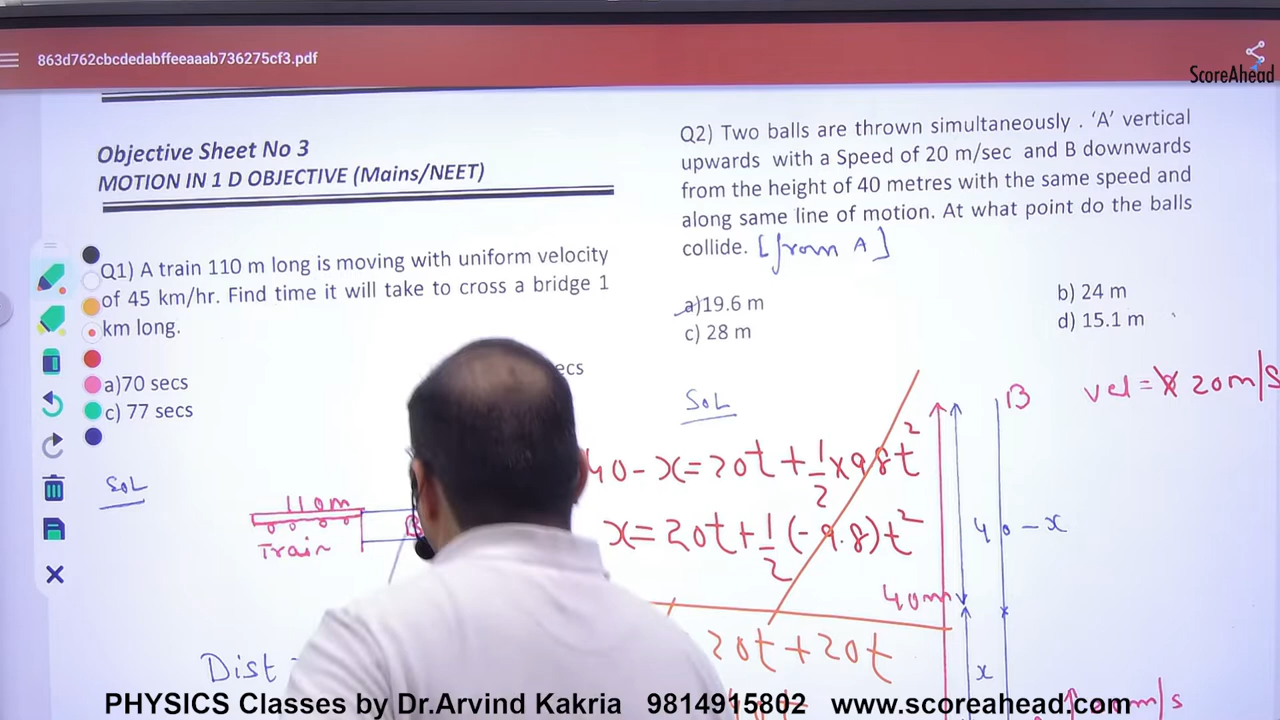 863d762cbcdedabffeeaaab736275cf3.pdf
ScoreAhead
Objective Sheet No 3
MOTION IN 1 D OBJECTIVE (Mains/NEET)
Q1) A train 110 m long is moving with uniform velocity
of 45 km/hr. Find time it will take to cross a bridge 1
km long.
a)70 secs
ecs
c) 77 secs
SOL
110m
Train
Dist
Q2) Two balls are thrown simultaneously . ‘A’ vertical
upwards with a Speed of 20 m/sec and B downwards
from the height of 40 metres with the same speed and
along same line of motion. At what point do the balls
collide. [from A]
a)19.6 m
b) 24 m
c) 28 m
d) 15.1 m
SOL
B
vel = 20m/s
40-x=20t+1/2x9.8t²
x=20t+1/2(-9.8)t²
40-x
40m
20t+20t
x
PHYSICS Classes by Dr.Arvind Kakria 9814915802 www.scoreahead.com